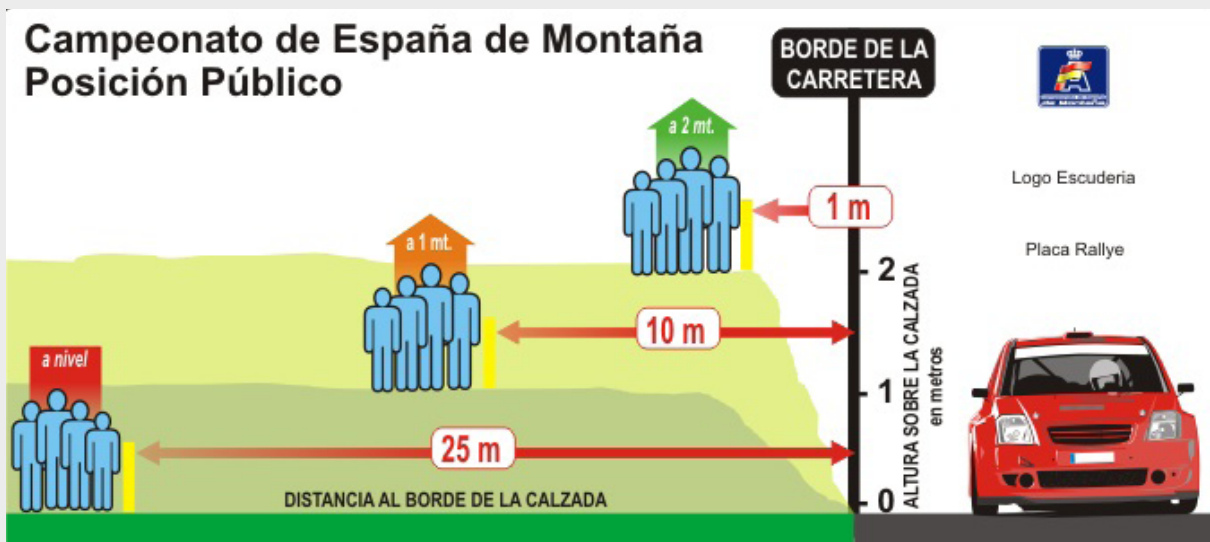 Campeonato de España de Montaña
Posición Público
BORDE DE LA
CARRETERA
a 2 mt.
1 m
Logo Escuderia
a 1 mt.
Placa Rallye
2
10 m
a nivel
1
25 m
ALTURA SOBRE LA CALZADA
en metros
DISTANCIA AL BORDE DE LA CALZADA
0